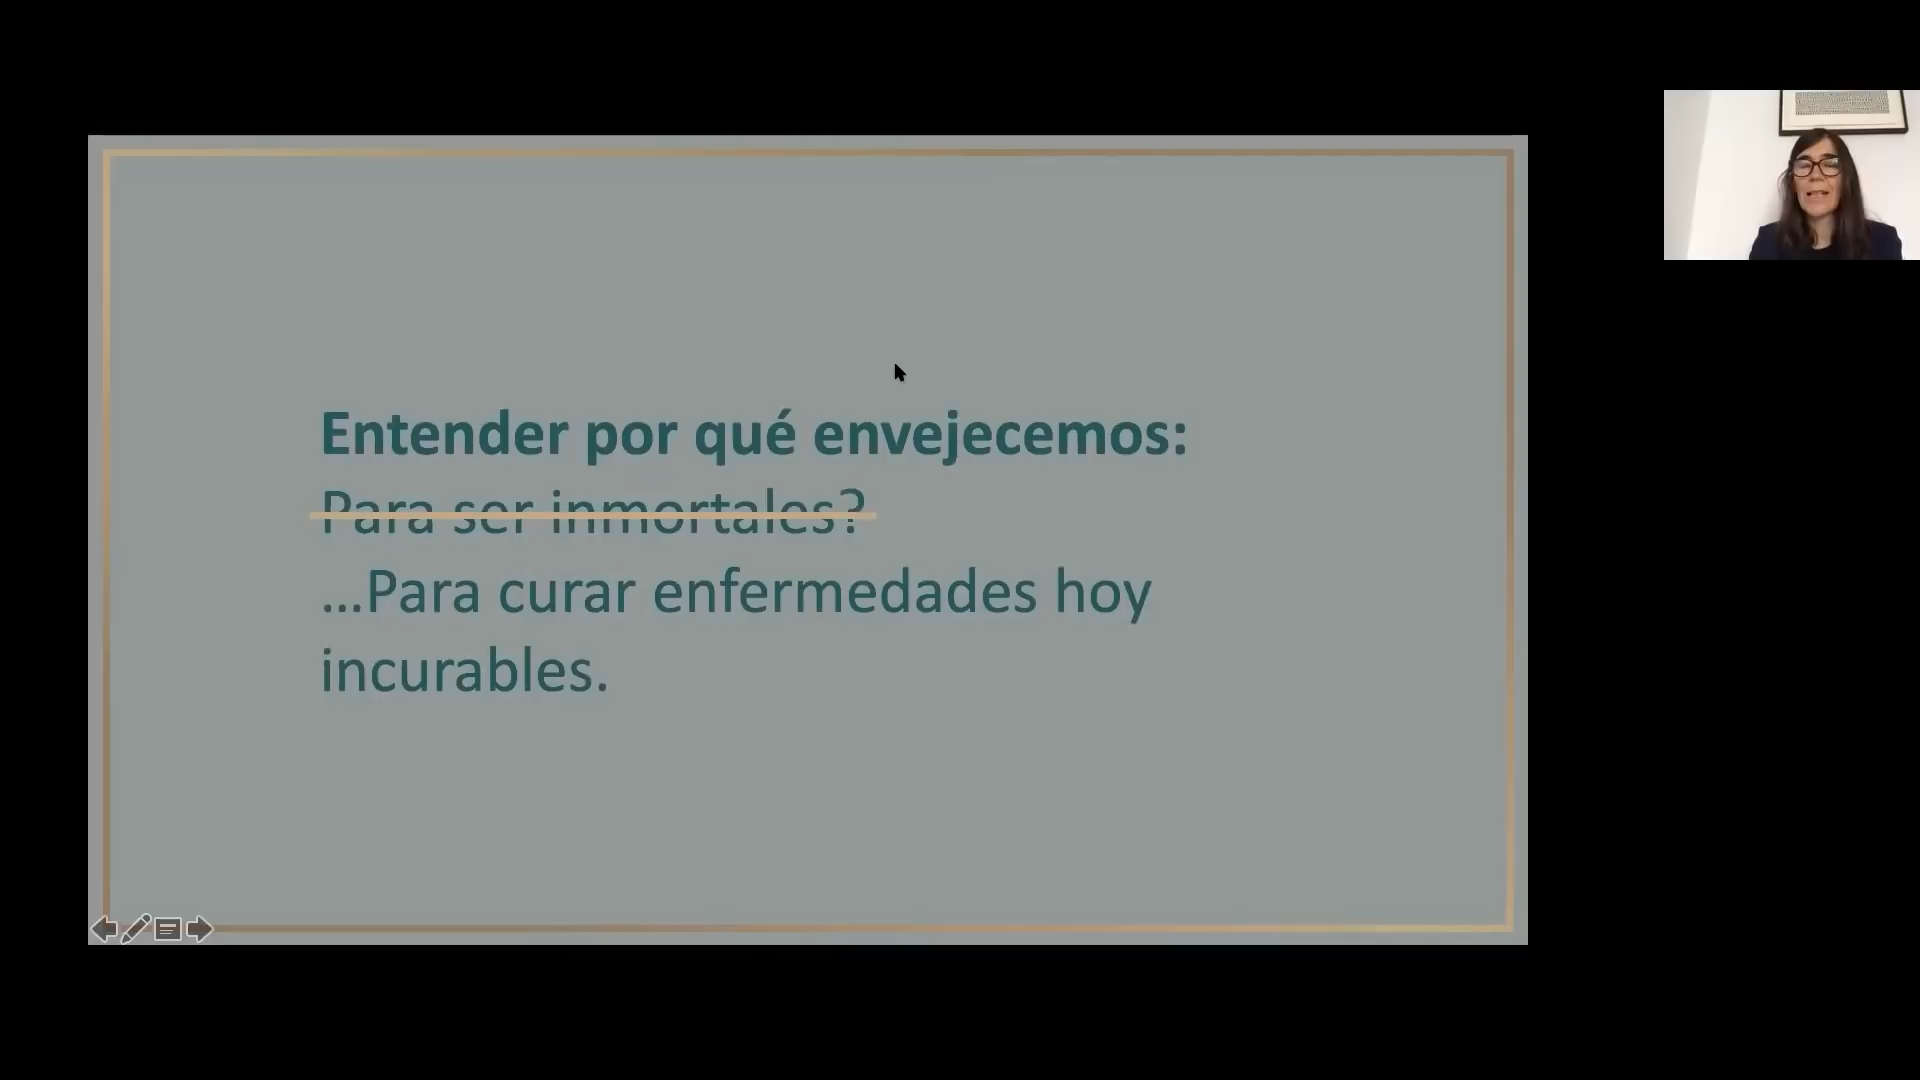 Entender por qué envejecemos:
Para ser inmortales?
...Para curar enfermedades hoy
incurables.